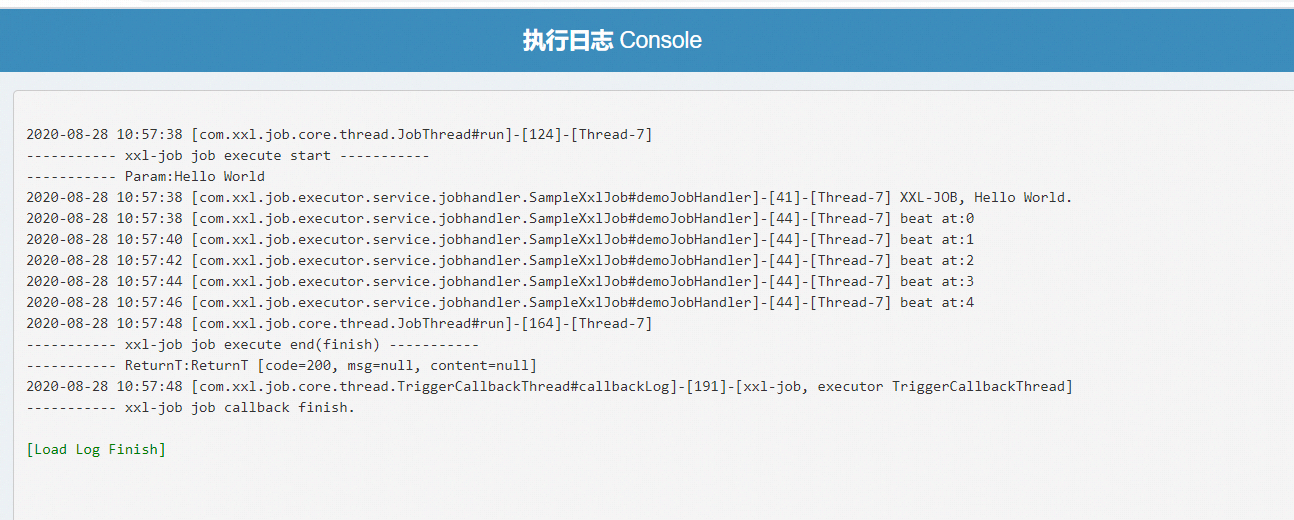 执行日志 Console
2020-08-28 10:57:38 [com.xxl.job.core.thread.JobThread#run]-[124]-[Thread-7]
----------- xxl-job job execute start -----------
----------- Param:Hello World
2020-08-28 10:57:38 [com.xxl.job.executor.service.jobhandler.SampleXxlJob#demoJobHandler]-[41]-[Thread-7] XXL-JOB, Hello World.
2020-08-28 10:57:38 [com.xxl.job.executor.service.jobhandler.SampleXxlJob#demoJobHandler]-[44]-[Thread-7] beat at:0
2020-08-28 10:57:40 [com.xxl.job.executor.service.jobhandler.SampleXxlJob#demoJobHandler]-[44]-[Thread-7] beat at:1
2020-08-28 10:57:42 [com.xxl.job.executor.service.jobhandler.SampleXxlJob#demoJobHandler]-[44]-[Thread-7] beat at:2
2020-08-28 10:57:44 [com.xxl.job.executor.service.jobhandler.SampleXxlJob#demoJobHandler]-[44]-[Thread-7] beat at:3
2020-08-28 10:57:46 [com.xxl.job.executor.service.jobhandler.SampleXxlJob#demoJobHandler]-[44]-[Thread-7] beat at:4
2020-08-28 10:57:48 [com.xxl.job.core.thread.JobThread#run]-[164]-[Thread-7]
----------- xxl-job job execute end(finish) -----------
----------- ReturnT:ReturnT [code=200, msg=null, content=null]
2020-08-28 10:57:48 [com.xxl.job.core.thread.TriggerCallbackThread#callbackLog]-[191]-[xxl-job, executor TriggerCallbackThread]
----------- xxl-job job callback finish.
[Load Log Finish]